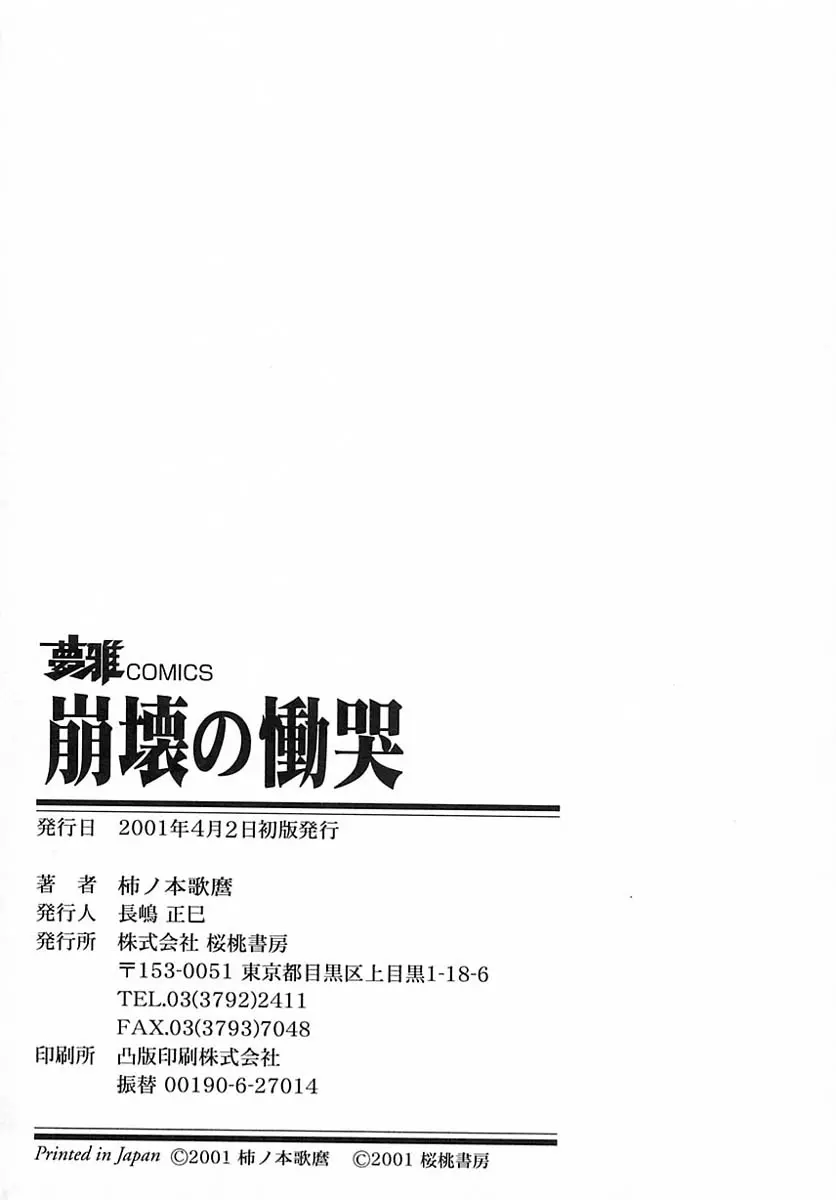 夢雅COMICS
崩壊の慟哭
発行日 2001年4月2日初版発行
著 者 柿ノ本歌麿
発行人 長嶋 正巳
発行所 株式会社 桜桃書房
〒153-0051 東京都目黒区上目黒1-18-6
TEL.03(3792)2411
FAX.03(3793)7048
印刷所 凸版印刷株式会社
振替 00190-6-27014
Printed in Japan ©2001 柿ノ本歌麿 ©2001 桜桃書房